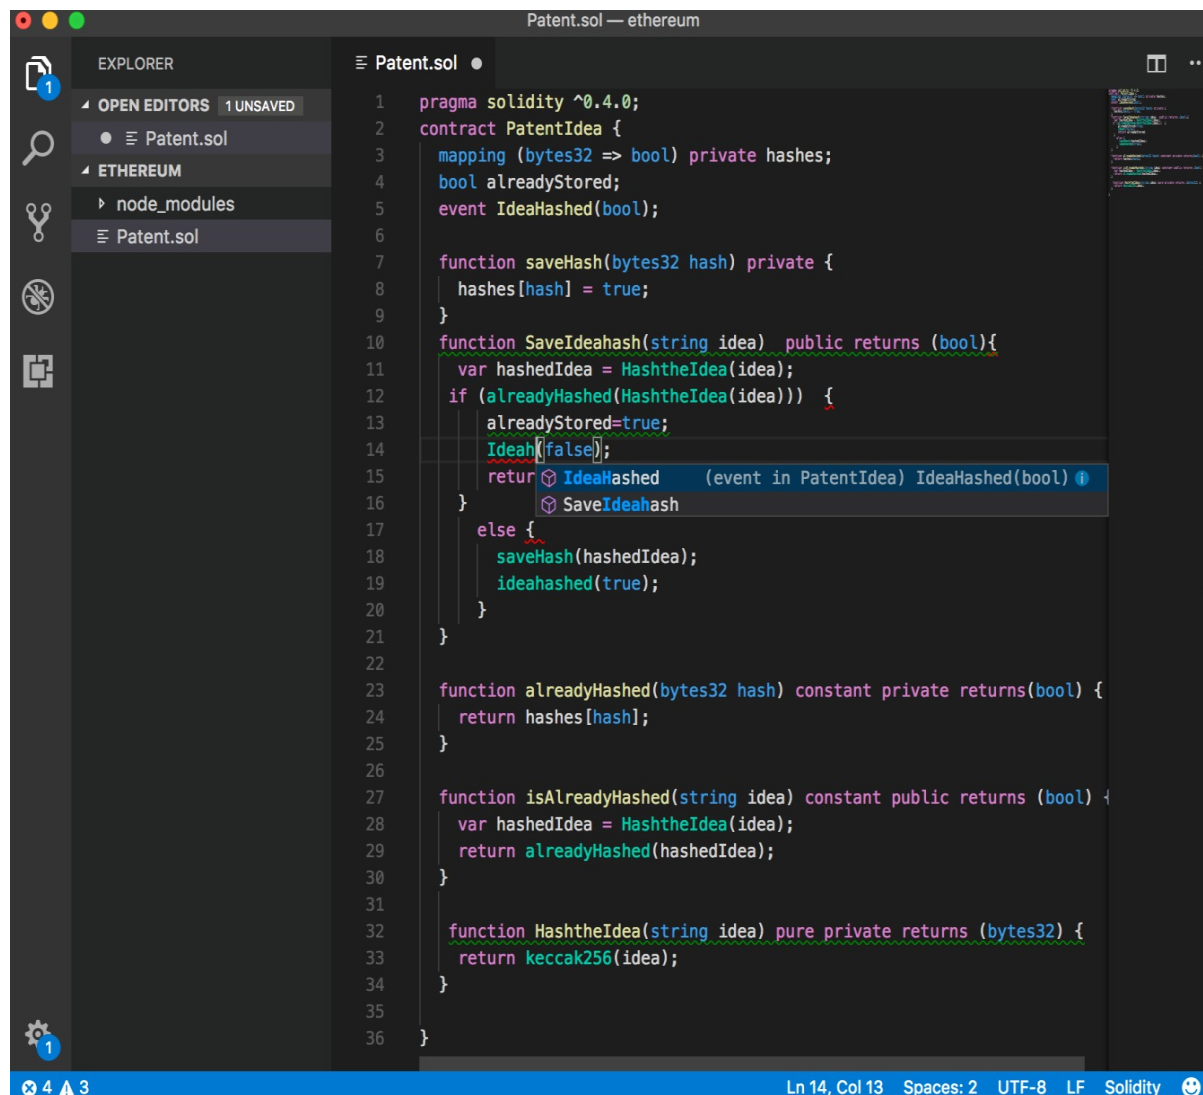 Patent.sol — ethereum
EXPLORER
Patent.sol
1
OPEN EDITORS 1 UNSAVED
Patent.sol
ETHEREUM
node_modules
Patent.sol
1 pragma solidity ^0.4.0;
2 contract PatentIdea {
3 mapping (bytes32 => bool) private hashes;
4 bool alreadyStored;
5 event IdeaHashed(bool);
6
7 function saveHash(bytes32 hash) private {
8 hashes[hash] = true;
9 }
10 function SaveIdeahash(string idea)  public returns (bool){
11 var hashedIdea = HashtheIdea(idea);
12 if (alreadyHashed(HashtheIdea(idea)))  {
13 alreadyStored=true;
14 Ideah(false);
15 retur
IdeaHashed (event in PatentIdea) IdeaHashed(bool)
SaveIdeahash
16 }
17 else {
18 saveHash(hashedIdea);
19 ideahashed(true);
20 }
21 }
22
23 function alreadyHashed(bytes32 hash) constant private returns(bool) {
24 return hashes[hash];
25 }
26
27 function isAlreadyHashed(string idea) constant public returns (bool) {
28 var hashedIdea = HashtheIdea(idea);
29 return alreadyHashed(hashedIdea);
30 }
31
32 function HashtheIdea(string idea) pure private returns (bytes32) {
33 return keccak256(idea);
34 }
35
36 }
1
4 3 Ln 14, Col 13 Spaces: 2 UTF-8 LF Solidity